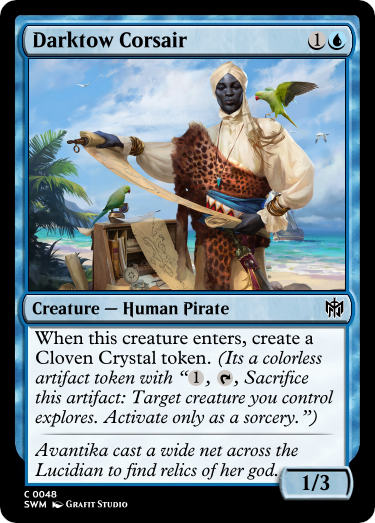 Darktow Corsair 1
Creature — Human Pirate
When this creature enters, create a
Cloven Crystal token. (Its a colorless
artifact token with “1, , Sacrifice
this artifact: Target creature you control
explores. Activate only as a sorcery.”)
Avantika cast a wide net across the
Lucidian to find relics of her god.
1/3
C 0048
SWM Grafit Studio